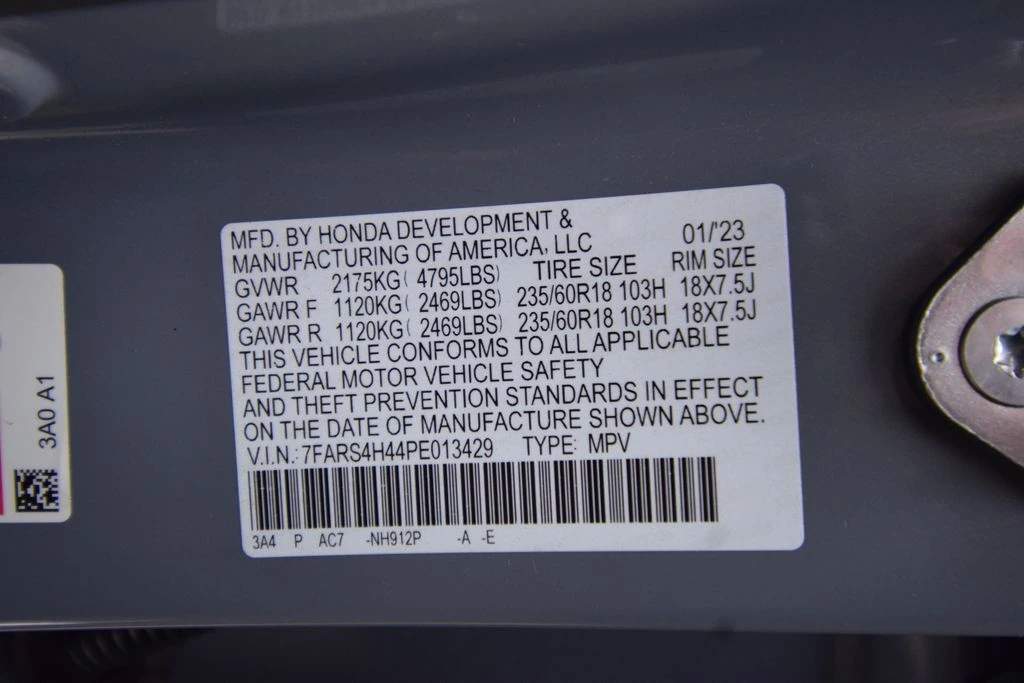 MFD. BY HONDA DEVELOPMENT &
MANUFACTURING OF AMERICA, LLC 01/'23
GVWR 2175KG( 4795LBS) TIRE SIZE RIM SIZE
GAWR F 1120KG( 2469LBS) 235/60R18 103H 18X7.5J
GAWR R 1120KG( 2469LBS) 235/60R18 103H 18X7.5J
THIS VEHICLE CONFORMS TO ALL APPLICABLE
FEDERAL MOTOR VEHICLE SAFETY
AND THEFT PREVENTION STANDARDS IN EFFECT
ON THE DATE OF MANUFACTURE SHOWN ABOVE.
V.I.N.: 7FARS4H44PE013429 TYPE: MPV
3A4 P AC7 -NH912P -A -E
3A0 A1